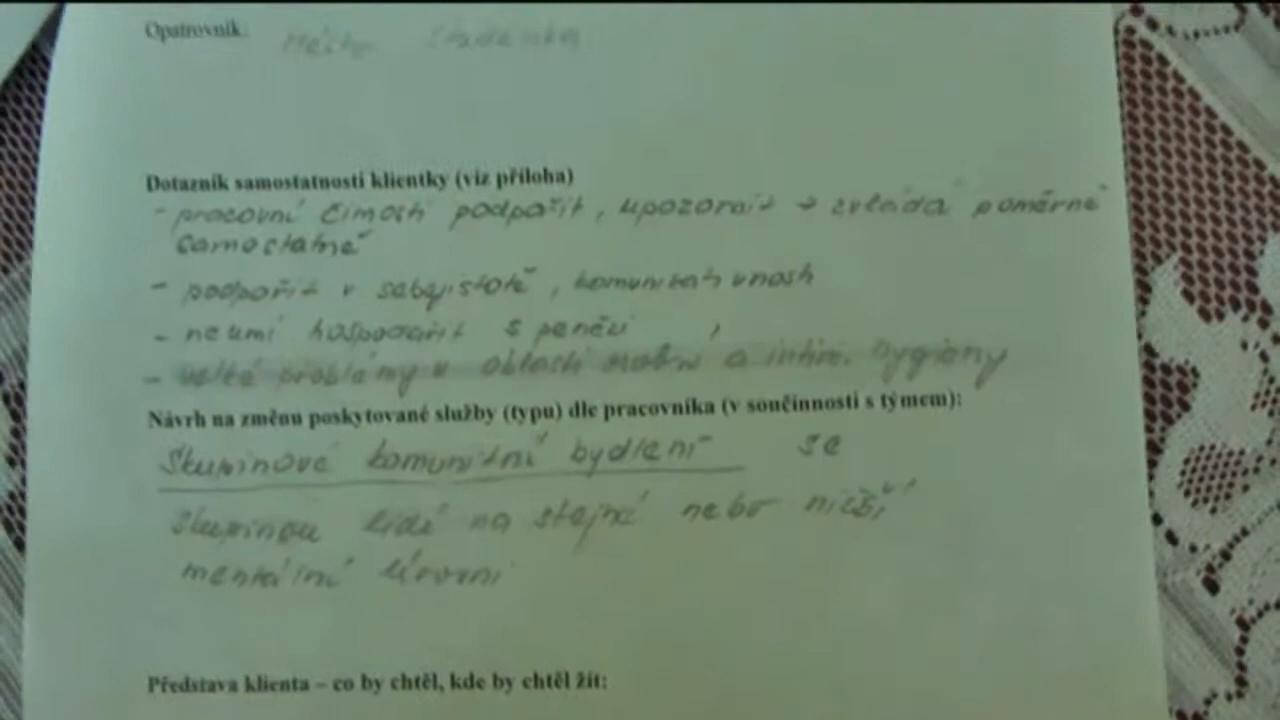 Opatrovník:
Dotazník samostatnosti klientky (viz příloha)
- pracovní činosti podpořit, upozornit → zvládá poměrně
samostatně
- podpořit v sebejistotě, komunikativnosti
- neumí hospodařit s penězi,
- velké problémy v oblasti a intim. hygieny
Návrh na změnu poskytované služby (typu) dle pracovníka (v součinnosti s týmem):
Skupinové komunitní bydlení se
skupinou lidí na stejné nebo nižší
mentální úrovni
Představa klienta – co by chtěl, kde by chtěl žít: